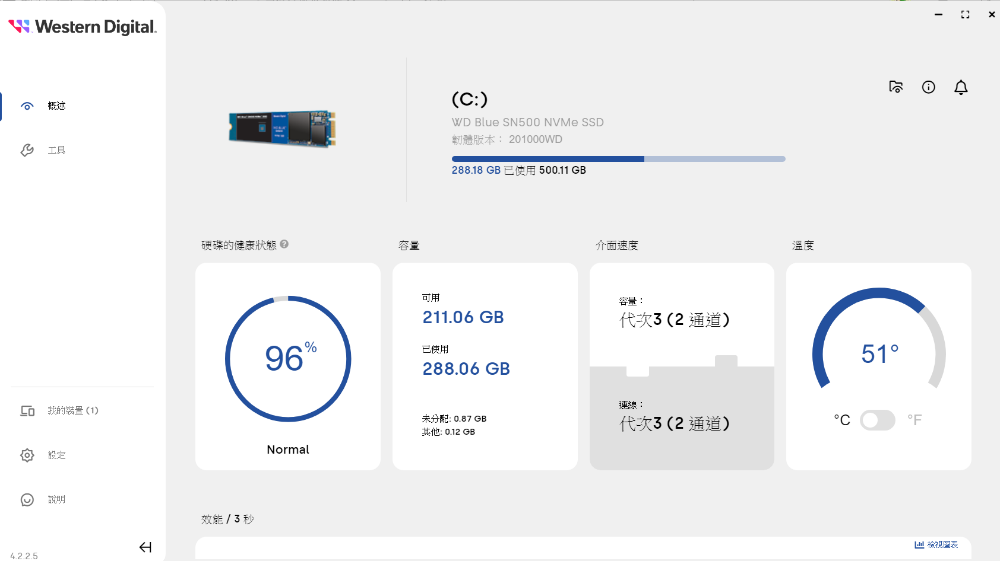 Western Digital.
概述
工具
(C:)
WD Blue SN500 NVMe SSD
韌體版本： 201000WD
288.18 GB 已使用 500.11 GB
硬碟的健康狀態
容量
介面速度
溫度
96%
Normal
可用
211.06 GB
已使用
288.06 GB
未分配: 0.87 GB
其他: 0.12 GB
容量：
代次3 (2 通道)
連線：
代次3 (2 通道)
51°
°C
°F
我的裝置 (1)
設定
說明
4.2.2.5
效能 / 3 秒
檢視圖表